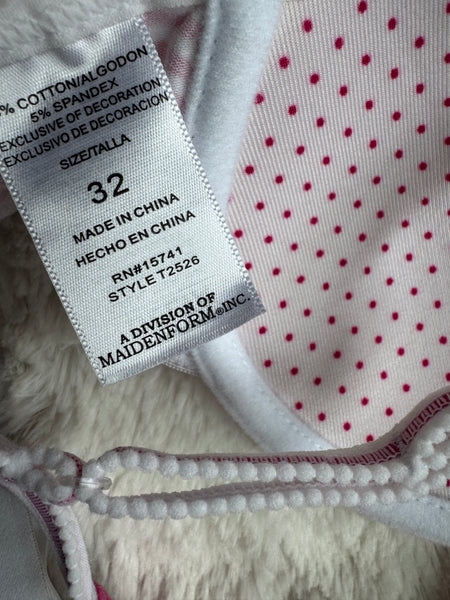 % COTTON/ALGODON
5% SPANDEX
EXCLUSIVE OF DECORATION
EXCLUSIVO DE DECORACION
SIZE/TALLA
32
MADE IN CHINA
HECHO EN CHINA
RN#15741
STYLE T2526
A DIVISION OF
MAIDENFORM® INC.